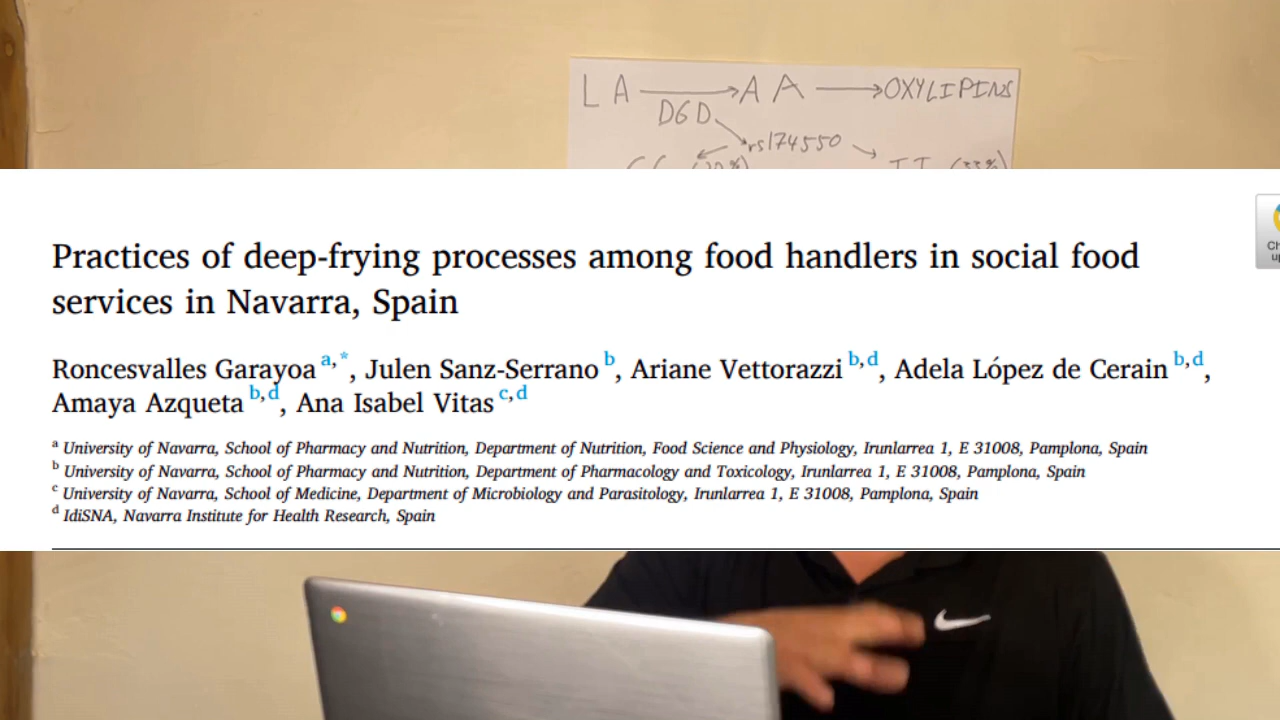 LA → AA → OXYLIPINS
D6D
rs174550
Practices of deep-frying processes among food handlers in social food
services in Navarra, Spain
Roncesvalles Garayoa a,*, Julen Sanz-Serrano b, Ariane Vettorazzi b,d, Adela López de Cerain b,d,
Amaya Azqueta b,d, Ana Isabel Vitas c,d
a University of Navarra, School of Pharmacy and Nutrition, Department of Nutrition, Food Science and Physiology, Irunlarrea 1, E 31008, Pamplona, Spain
b University of Navarra, School of Pharmacy and Nutrition, Department of Pharmacology and Toxicology, Irunlarrea 1, E 31008, Pamplona, Spain
c University of Navarra, School of Medicine, Department of Microbiology and Parasitology, Irunlarrea 1, E 31008, Pamplona, Spain
d IdiSNA, Navarra Institute for Health Research, Spain